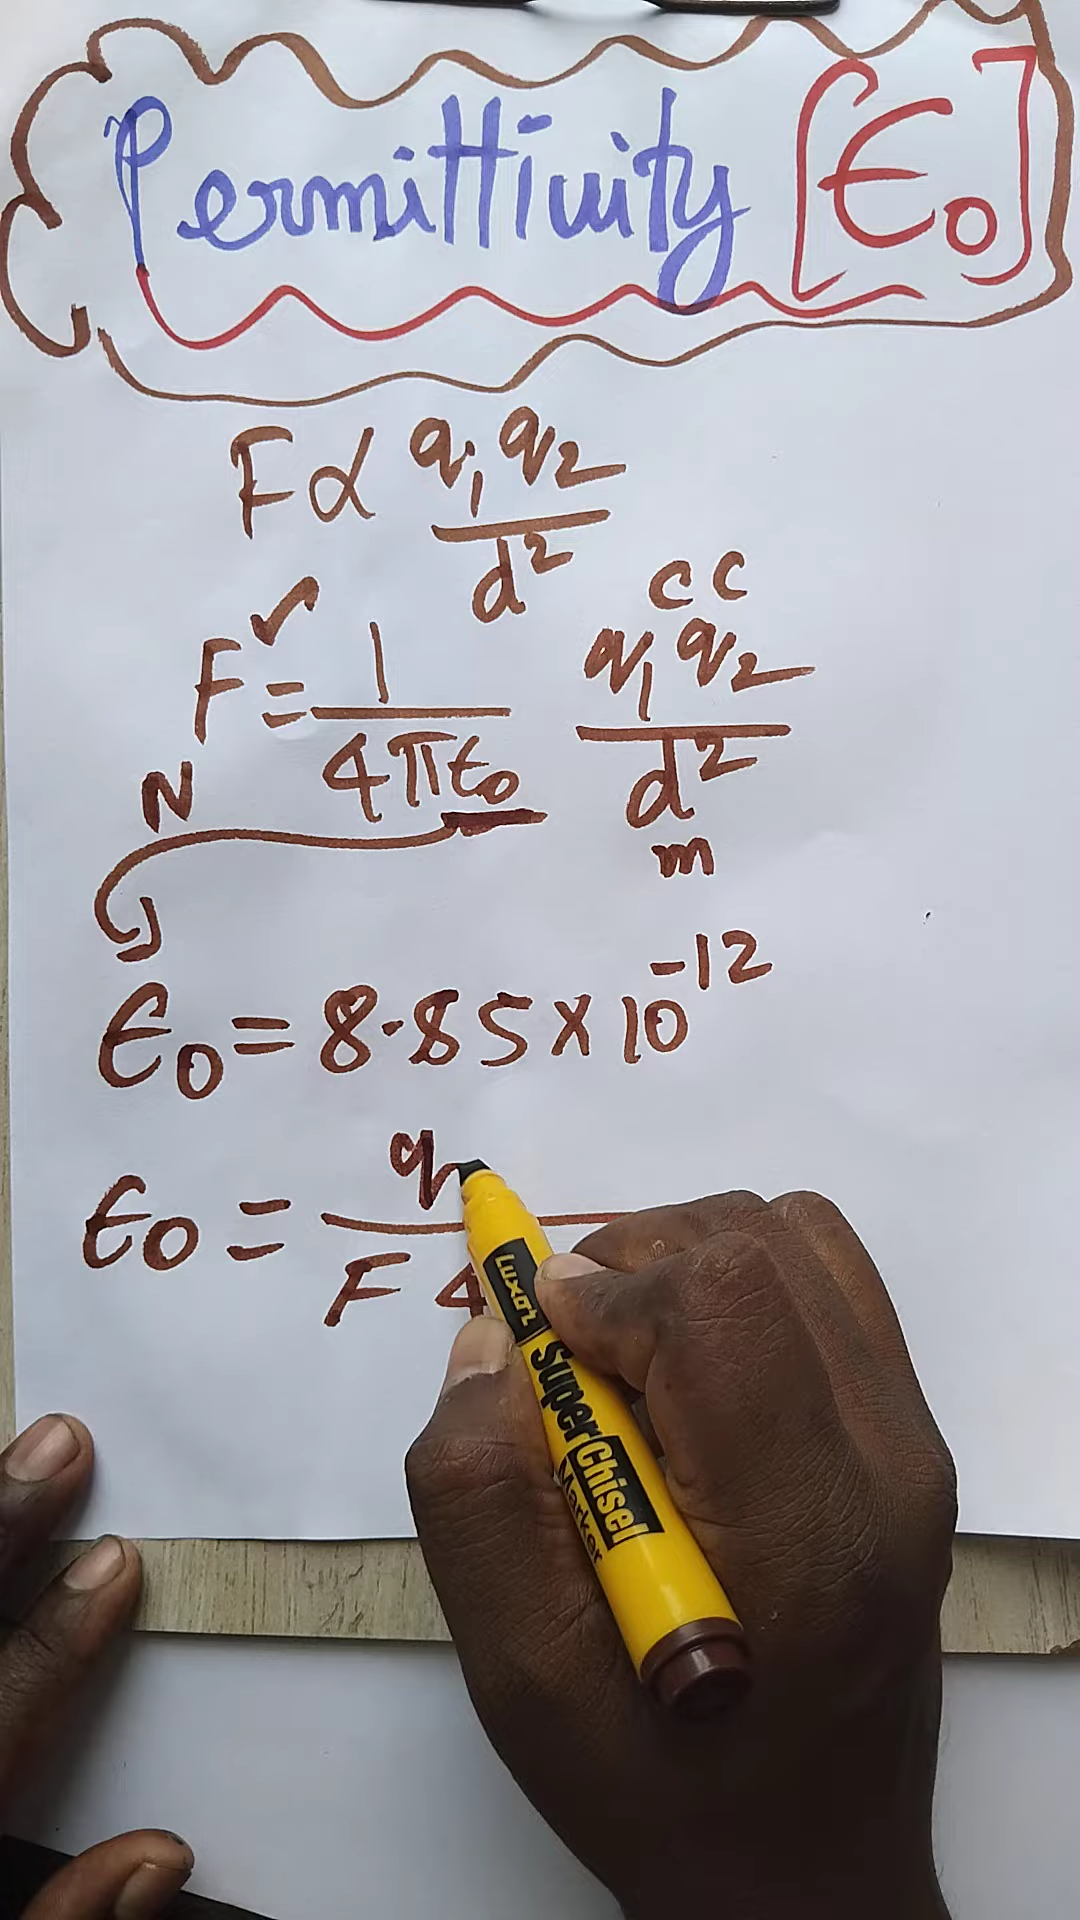 Permittivity [ϵ₀]
F ∝ q₁q₂ / d²
C C
F = 1 / 4πϵ₀ q₁q₂ / d²
N
m
ϵ₀ = 8.85 × 10⁻¹²
ϵ₀ = q / F 4
Luxor
Super Chisel
Marker